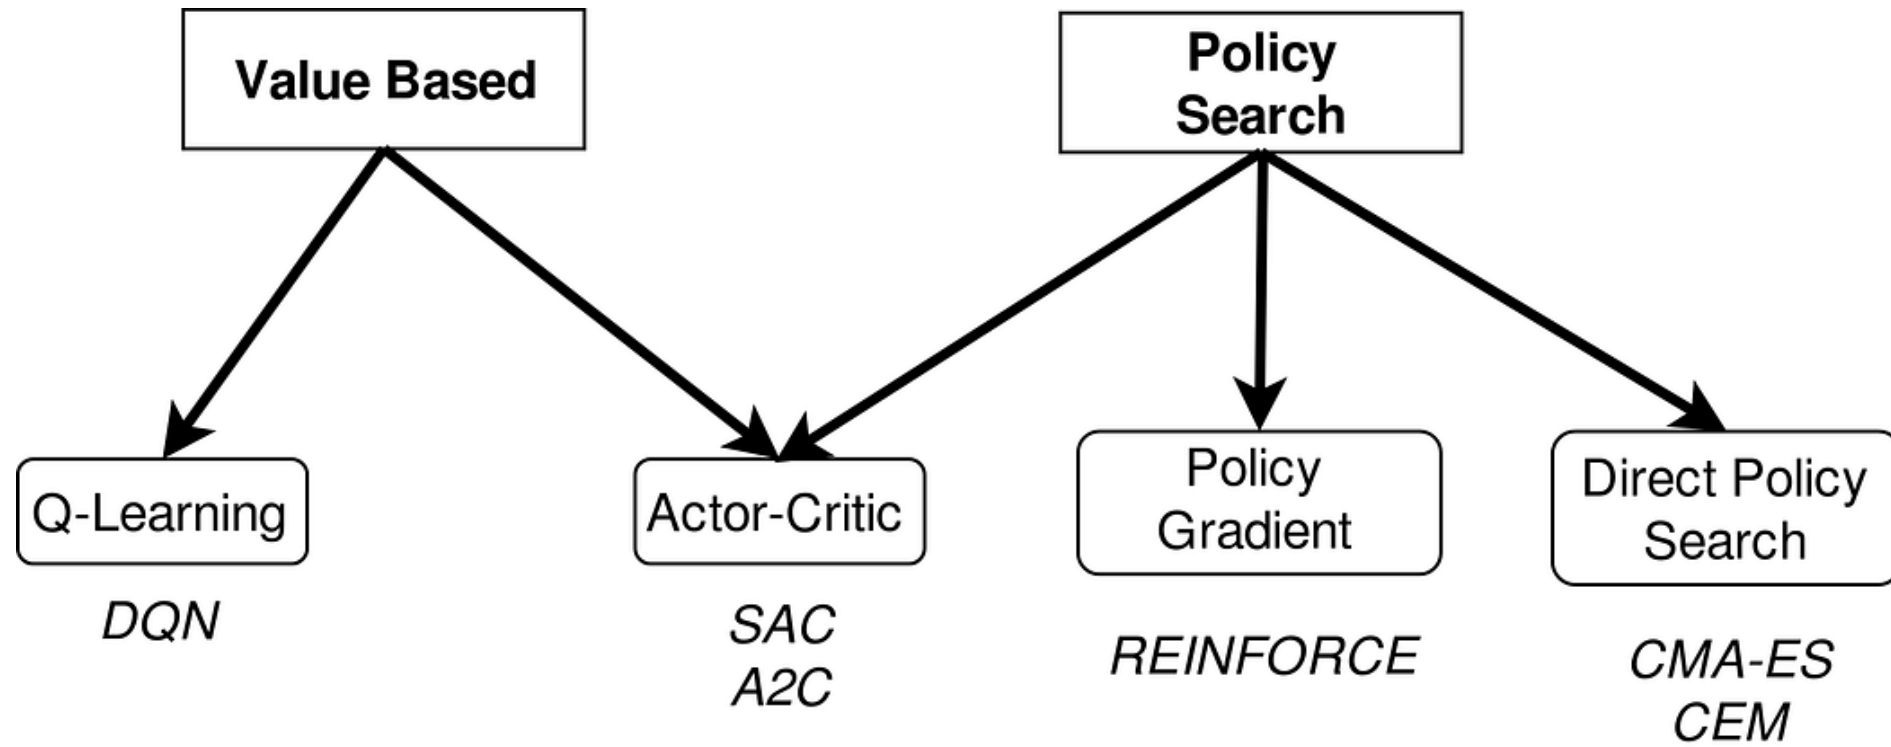 Value Based
Policy
Search
Q-Learning
Actor-Critic
Policy
Gradient
Direct Policy
Search
DQN
SAC
A2C
REINFORCE
CMA-ES
CEM